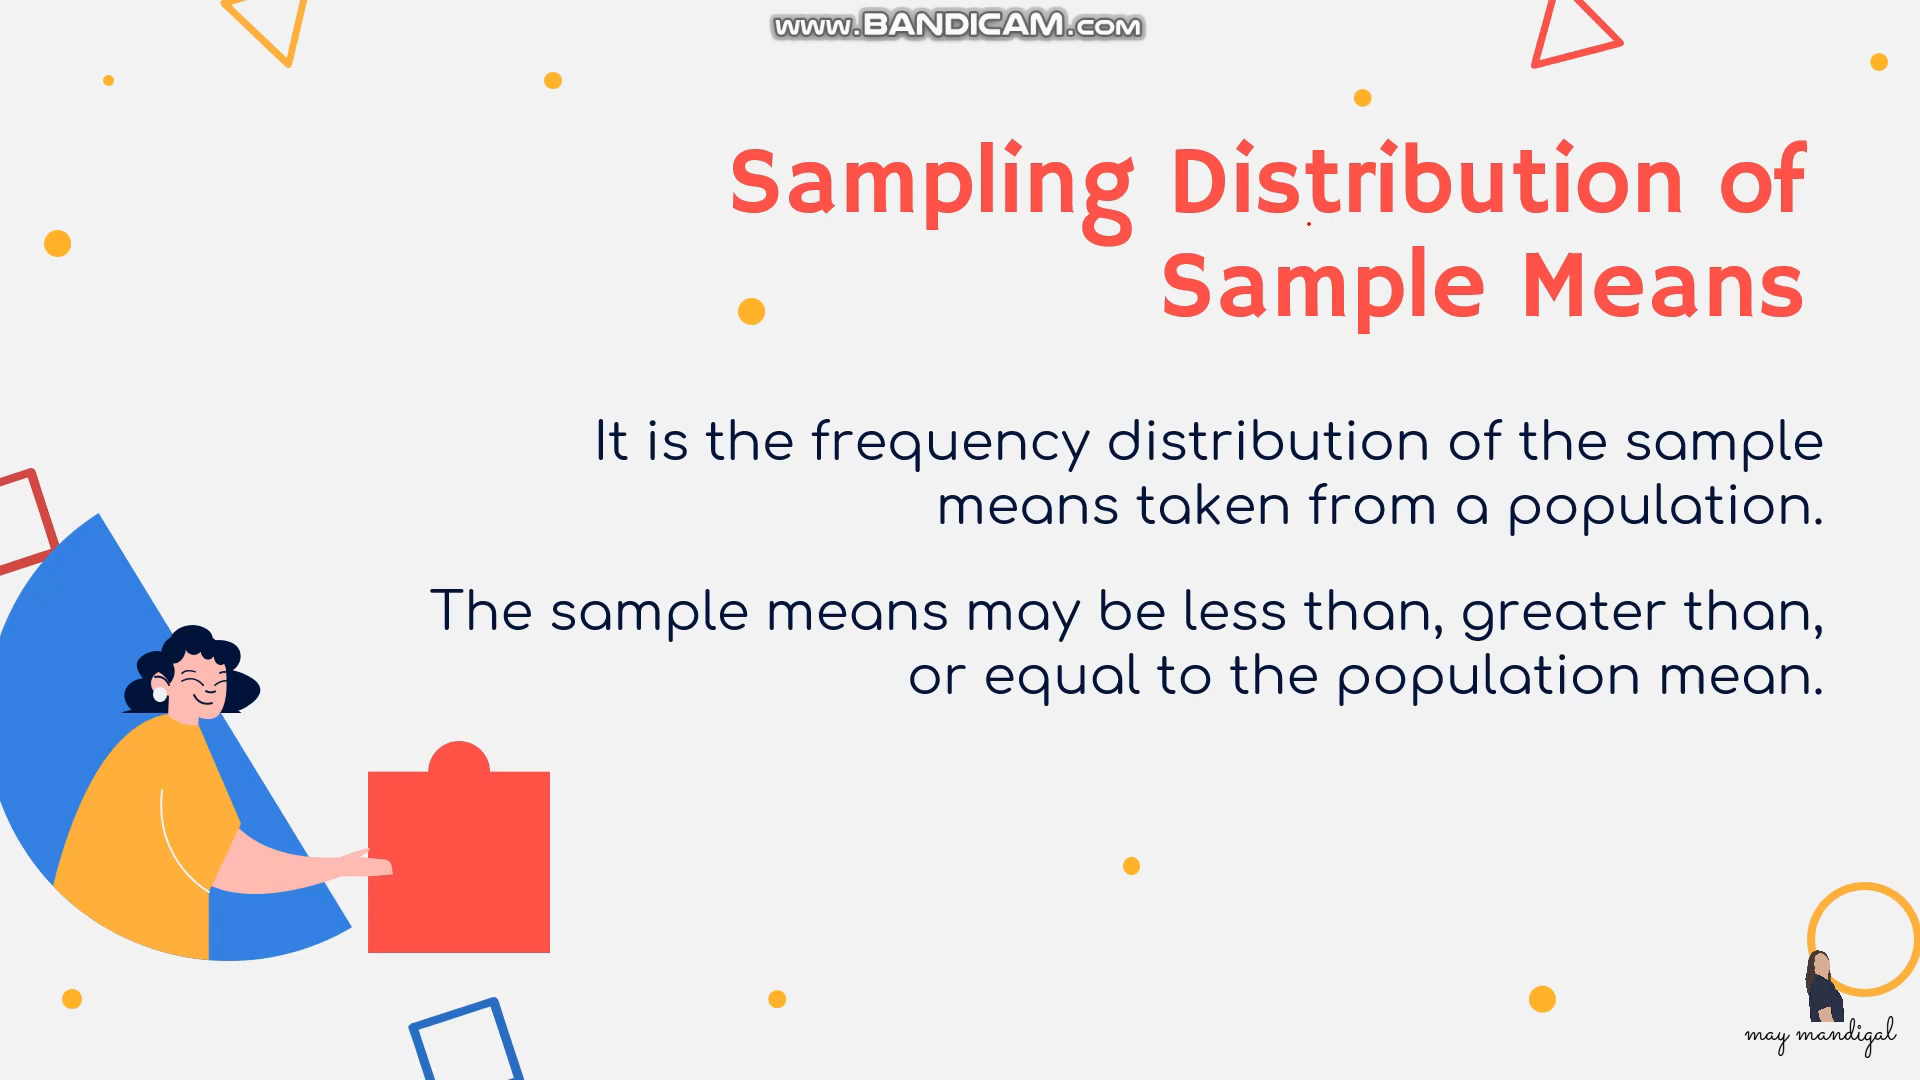 www.BANDICAM.com
Sampling Distribution of
Sample Means
It is the frequency distribution of the sample
means taken from a population.
The sample means may be less than, greater than,
or equal to the population mean.
may mandigal